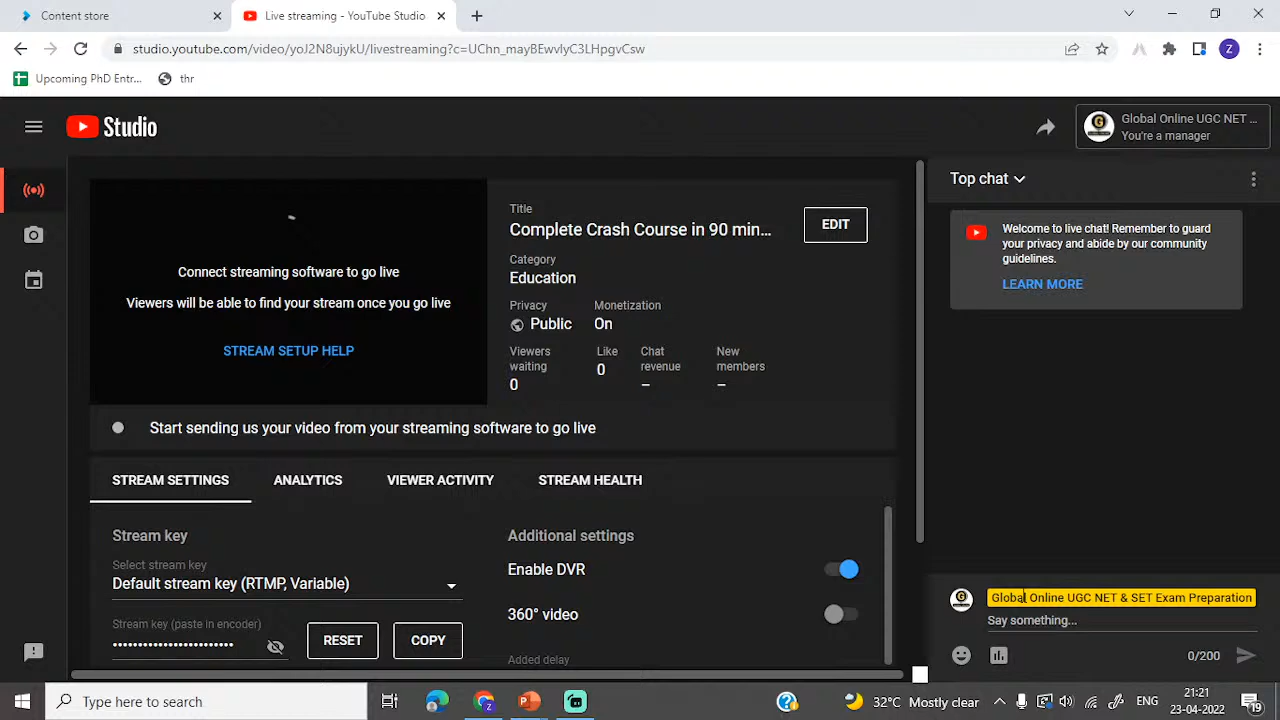 Content store
Live streaming - YouTube Studio
studio.youtube.com/video/yoJ2N8ujykU/livestreaming?c=UChn_mayBEwvlyC3LHpgvCsw
Z
Upcoming PhD Entr...
thr
Studio
Global Online UGC NET ...
You're a manager
Connect streaming software to go live
Viewers will be able to find your stream once you go live
STREAM SETUP HELP
Title
Complete Crash Course in 90 min...
EDIT
Category
Education
Privacy
Monetization
Public
On
Viewers waiting
Like
Chat revenue
New members
0
0
–
–
Start sending us your video from your streaming software to go live
STREAM SETTINGS
ANALYTICS
VIEWER ACTIVITY
STREAM HEALTH
Stream key
Select stream key
Default stream key (RTMP, Variable)
Stream key (paste in encoder)
••••••••••••••••••••••••
RESET
COPY
Additional settings
Enable DVR
360° video
Added delay
Top chat
Welcome to live chat! Remember to guard
your privacy and abide by our community
guidelines.
LEARN MORE
Global Online UGC NET & SET Exam Preparation
Say something...
0/200
Type here to search
32°C Mostly clear
ENG
21:21
23-04-2022
19